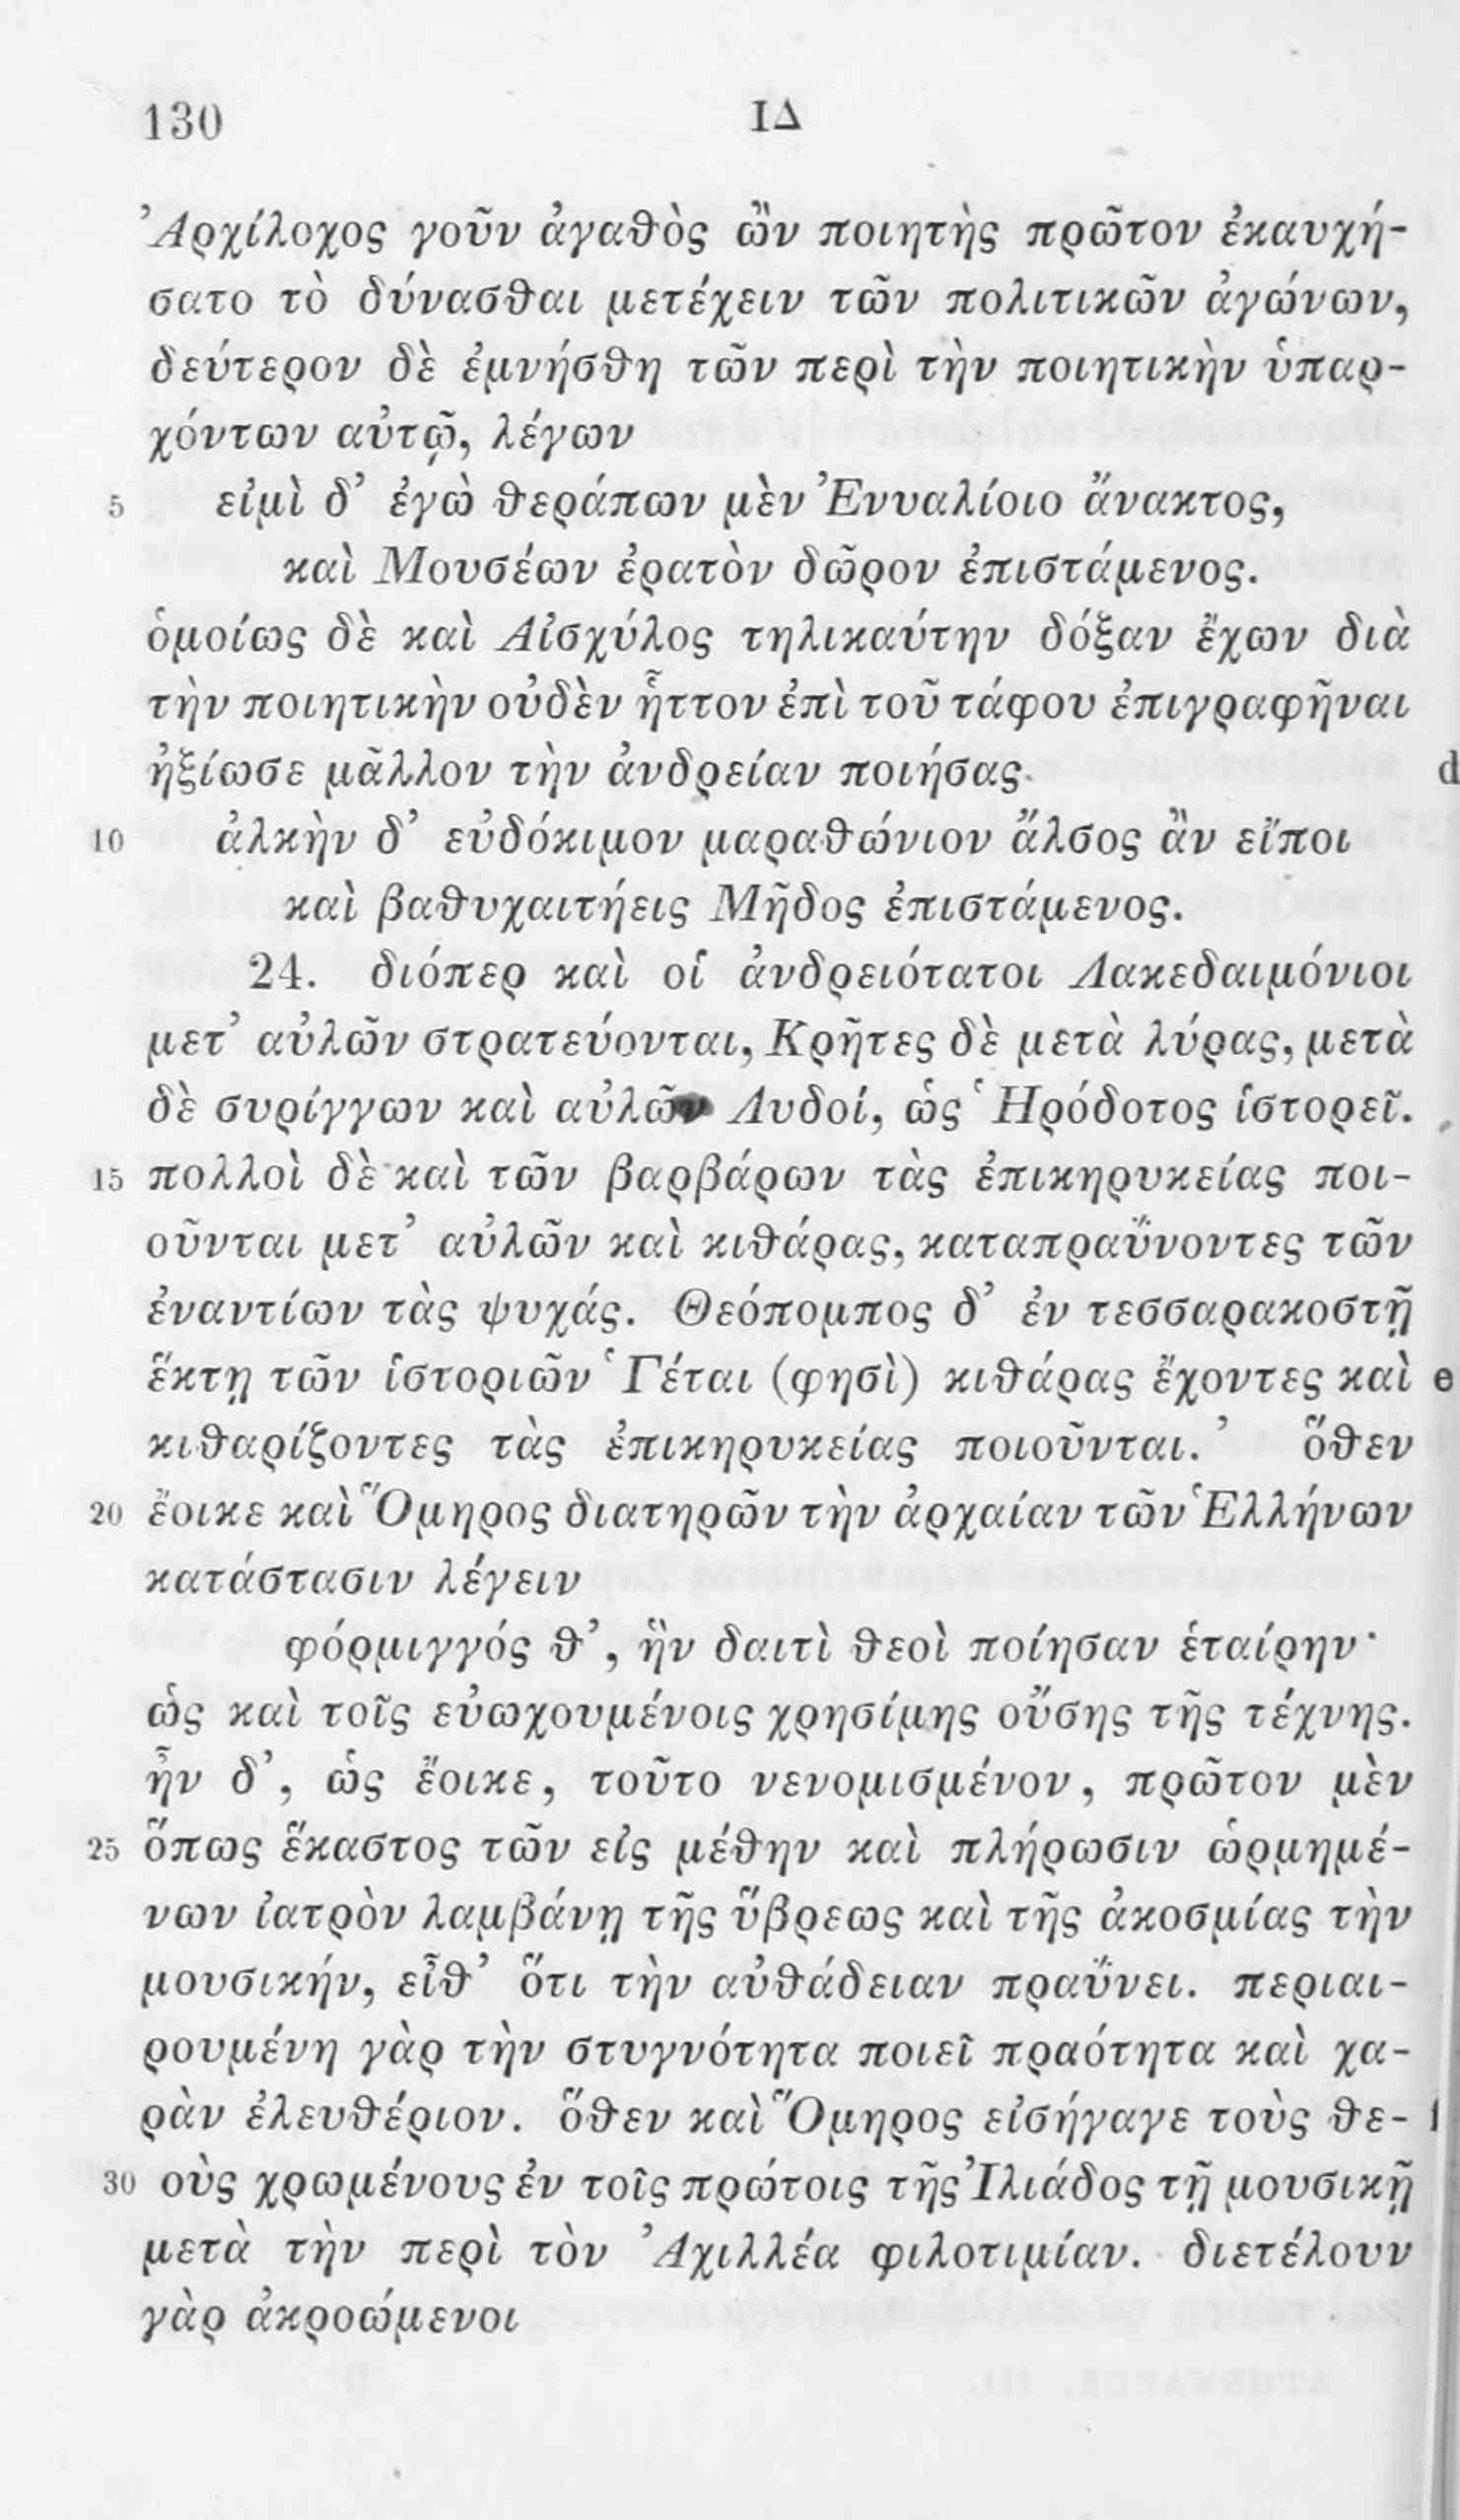 130
ΙΔ
Ἀρχίλοχος γοῦν ἀγαθὸς ὢν ποιητὴς πρῶτον ἐκαυχή-
σατο τὸ δύνασθαι μετέχειν τῶν πολιτικῶν ἀγώνων,
δεύτερον δὲ ἐμνήσθη τῶν περὶ τὴν ποιητικὴν ὑπαρ-
χόντων αὐτῷ, λέγων
5 εἰμὶ δ’ ἐγὼ θεράπων μὲν Ἐνυαλίοιο ἄνακτος,
καὶ Μουσέων ἐρατὸν δῶρον ἐπιστάμενος.
ὁμοίως δὲ καὶ Αἰσχύλος τηλικαύτην δόξαν ἔχων διὰ
τὴν ποιητικὴν οὐδὲν ἧττον ἐπὶ τοῦ τάφου ἐπιγραφῆναι
ἠξίωσε μᾶλλον τὴν ἀνδρείαν ποιήσας· d
10 ἀλκὴν δ’ εὐδόκιμον μαραθώνιον ἄλσος ἂν εἴποι
καὶ βαθυχαιτήεις Μῆδος ἐπιστάμενος.
24. διόπερ καὶ οἱ ἀνδρειότατοι Λακεδαιμόνιοι
μετ’ αὐλῶν στρατεύονται, Κρῆτες δὲ μετὰ λύρας, μετὰ
δὲ συρίγγων καὶ αὐλῶν Λυδοί, ὡς Ἡρόδοτος ἱστορεῖ.
15 πολλοὶ δὲ καὶ τῶν βαρβάρων τὰς ἐπικηρυκείας ποι-
οῦνται μετ’ αὐλῶν καὶ κιθάρας, καταπραΰνοντες τῶν
ἐναντίων τὰς ψυχάς. Θεόπομπος δ’ ἐν τεσσαρακοστῇ
ἕκτῃ τῶν ἱστοριῶν ‘Γέται (φησὶ) κιθάρας ἔχοντες καὶ e
κιθαρίζοντες τὰς ἐπικηρυκείας ποιοῦνται.’ ὅθεν
20 ἔοικε καὶ Ὅμηρος διατηρῶν τὴν ἀρχαίαν τῶν Ἑλλήνων
κατάστασιν λέγειν
φόρμιγγός θ’, ἣν δαιτὶ θεοὶ ποίησαν ἑταίρην·
ὡς καὶ τοῖς εὐωχουμένοις χρησίμης οὔσης τῆς τέχνης.
ἦν δ’, ὡς ἔοικε, τοῦτο νενομισμένον, πρῶτον μὲν
25 ὅπως ἕκαστος τῶν εἰς μέθην καὶ πλήρωσιν ὡρμημέ-
νων ἰατρὸν λαμβάνῃ τῆς ὕβρεως καὶ τῆς ἀκοσμίας τὴν
μουσικήν, εἶθ’ ὅτι τὴν αὐθάδειαν πραΰνει. περιαι-
ρουμένη γὰρ τὴν στυγνότητα ποιεῖ πραότητα καὶ χα-
ρὰν ἐλευθέριον. ὅθεν καὶ Ὅμηρος εἰσήγαγε τοὺς θε-
30 οὺς χρωμένους ἐν τοῖς πρώτοις τῆς Ἰλιάδος τῇ μουσικῇ
μετὰ τὴν περὶ τὸν Ἀχιλλέα φιλοτιμίαν. διετέλουν
γὰρ ἀκροώμενοι